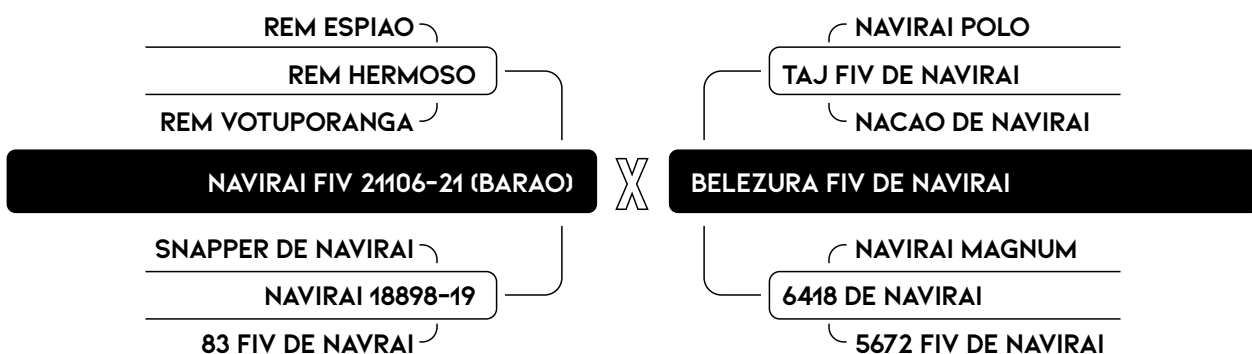 REM ESPIAO
REM HERMOSO
REM VOTUPORANGA
NAVIRAI FIV 21106-21 (BARAO)
SNAPPER DE NAVIRAI
NAVIRAI 18898-19
83 FIV DE NAVRAI
X
NAVIRAI POLO
TAJ FIV DE NAVIRAI
NACAO DE NAVIRAI
BELEZURA FIV DE NAVIRAI
NAVIRAI MAGNUM
6418 DE NAVIRAI
5672 FIV DE NAVIRAI